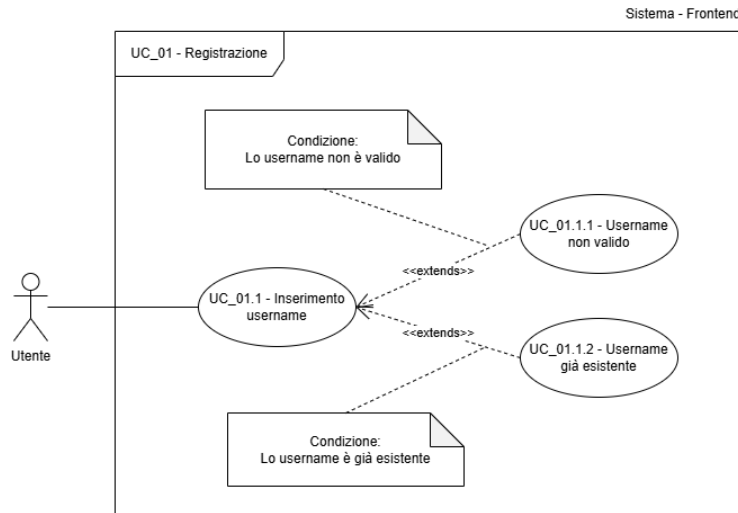 Sistema - Frontend
UC_01 - Registrazione
Condizione:
Lo username non è valido
UC_01.1.1 - Username
non valido
<<extends>>
UC_01.1 - Inserimento
username
<<extends>>
UC_01.1.2 - Username
già esistente
Utente
Condizione:
Lo username è già esistente